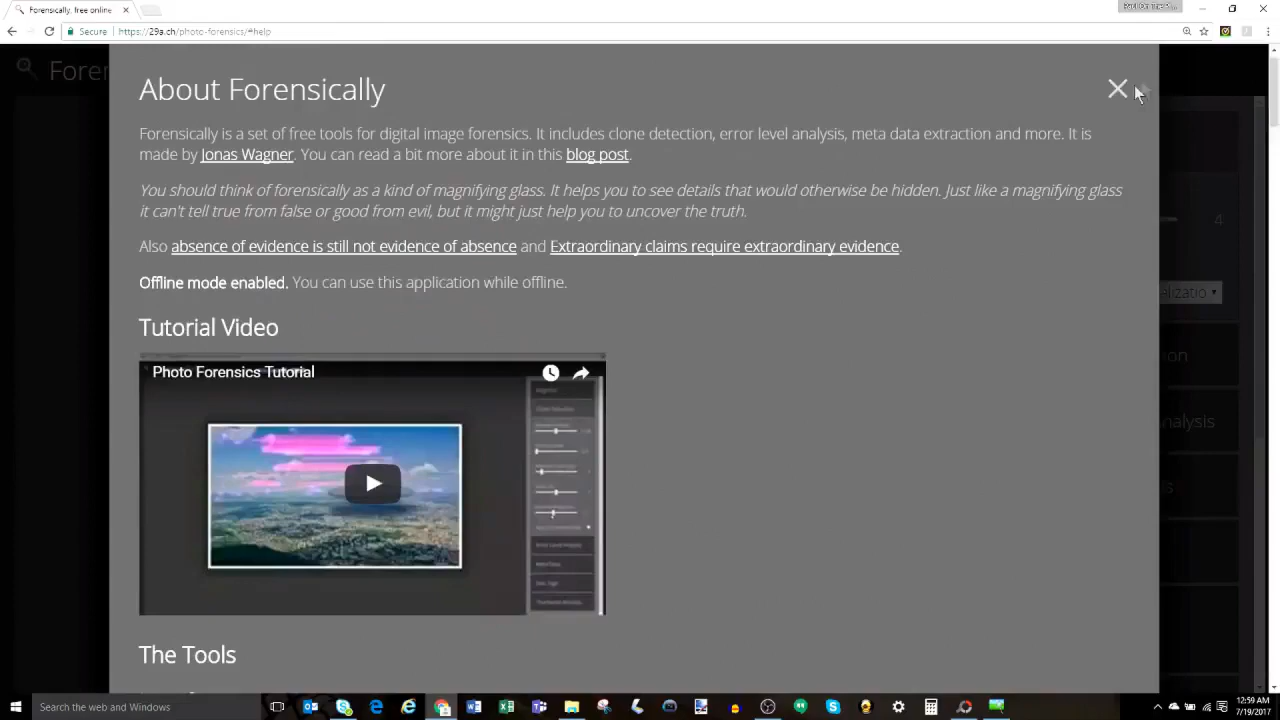 Forensically, free online
Secure
https://29a.ch/photo-forensics/#help
Foren
About Forensically
Forensically is a set of free tools for digital image forensics. It includes clone detection, error level analysis, meta data extraction and more. It is
made by Jonas Wagner. You can read a bit more about it in this blog post.
You should think of forensically as a kind of magnifying glass. It helps you to see details that would otherwise be hidden. Just like a magnifying glass
it can't tell true from false or good from evil, but it might just help you to uncover the truth.
4
Also absence of evidence is still not evidence of absence and Extraordinary claims require extraordinary evidence.
Offline mode enabled. You can use this application while offline.
alizatio
Tutorial Video
on
Photo Forensics Tutorial
nalysis
s
The Tools
Search the web and Windows
12:59 AM
7/19/2017